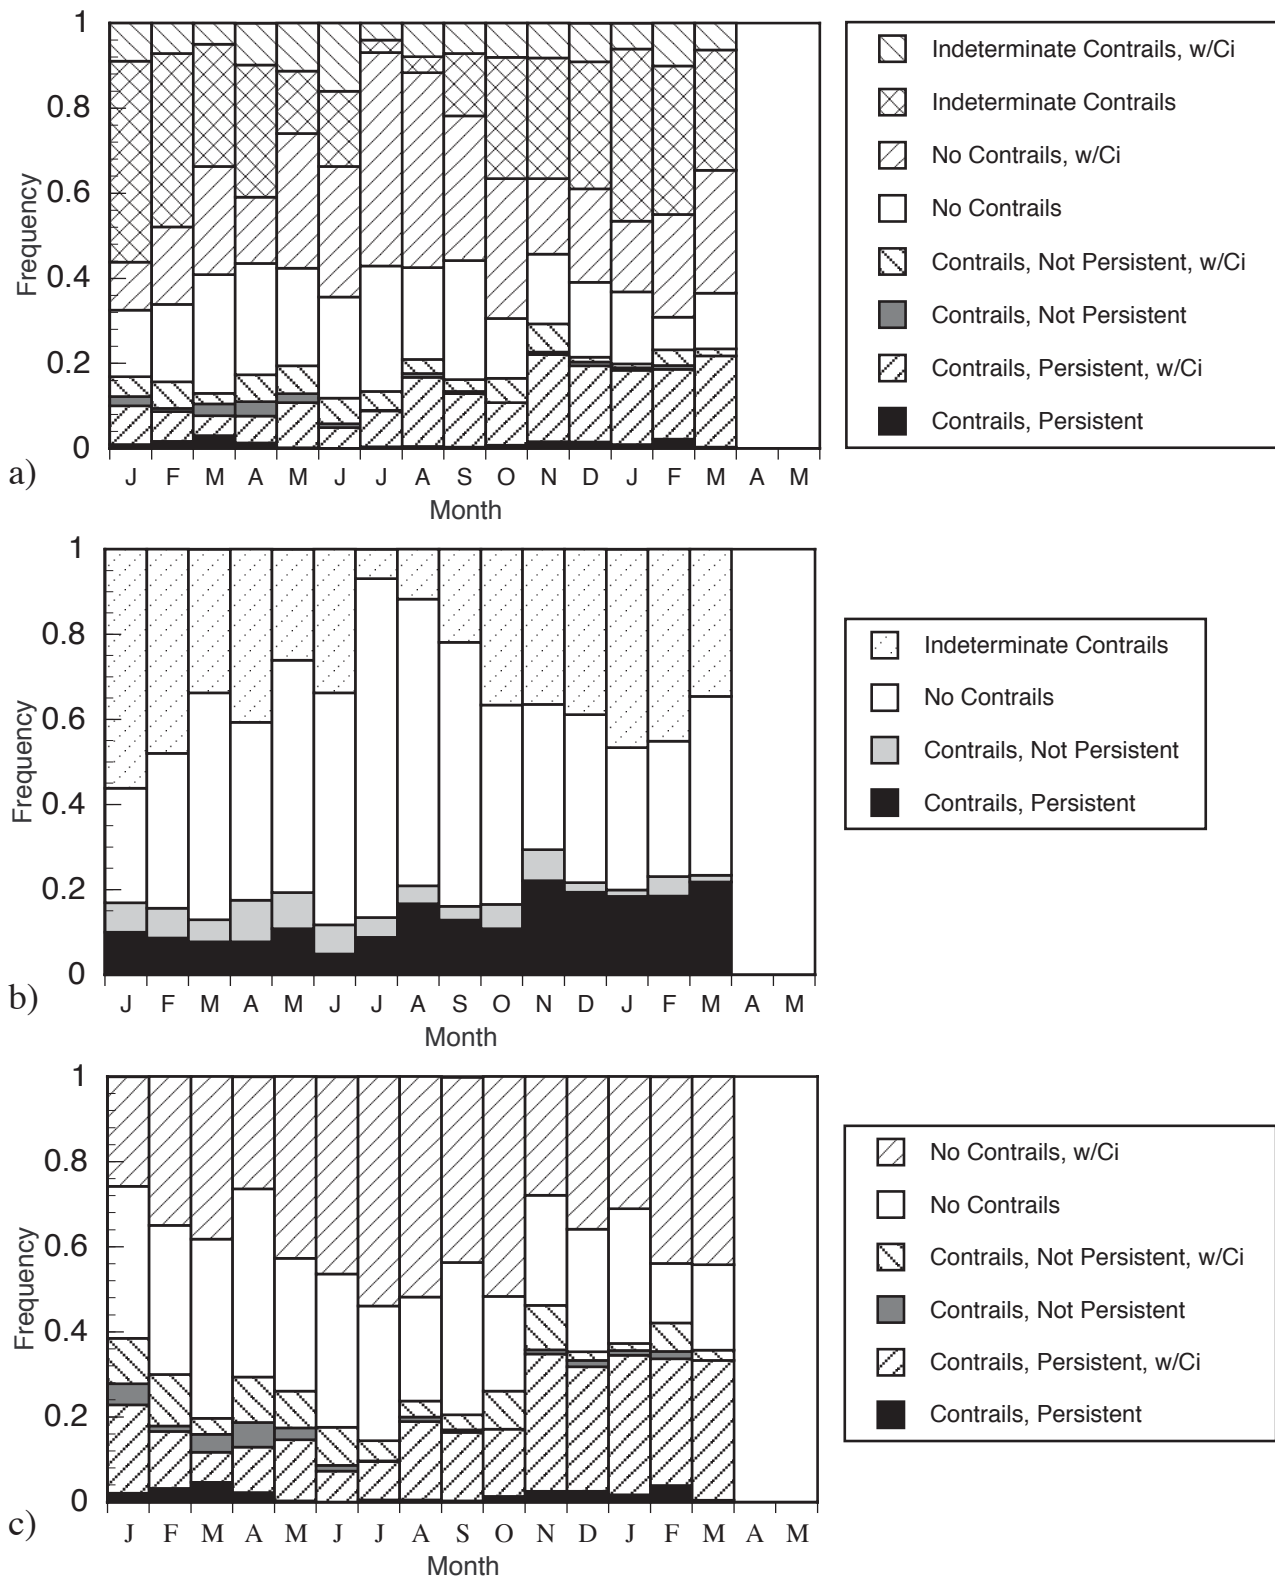 1
0.8
0.6
0.4
0.2
0
Frequency
J F M A M J J A S O N D J F M A M
Month
a)
Indeterminate Contrails, w/Ci
Indeterminate Contrails
No Contrails, w/Ci
No Contrails
Contrails, Not Persistent, w/Ci
Contrails, Not Persistent
Contrails, Persistent, w/Ci
Contrails, Persistent
1
0.8
0.6
0.4
0.2
0
Frequency
J F M A M J J A S O N D J F M A M
Month
b)
Indeterminate Contrails
No Contrails
Contrails, Not Persistent
Contrails, Persistent
1
0.8
0.6
0.4
0.2
0
Frequency
J F M A M J J A S O N D J F M A M
Month
c)
No Contrails, w/Ci
No Contrails
Contrails, Not Persistent, w/Ci
Contrails, Not Persistent
Contrails, Persistent, w/Ci
Contrails, Persistent